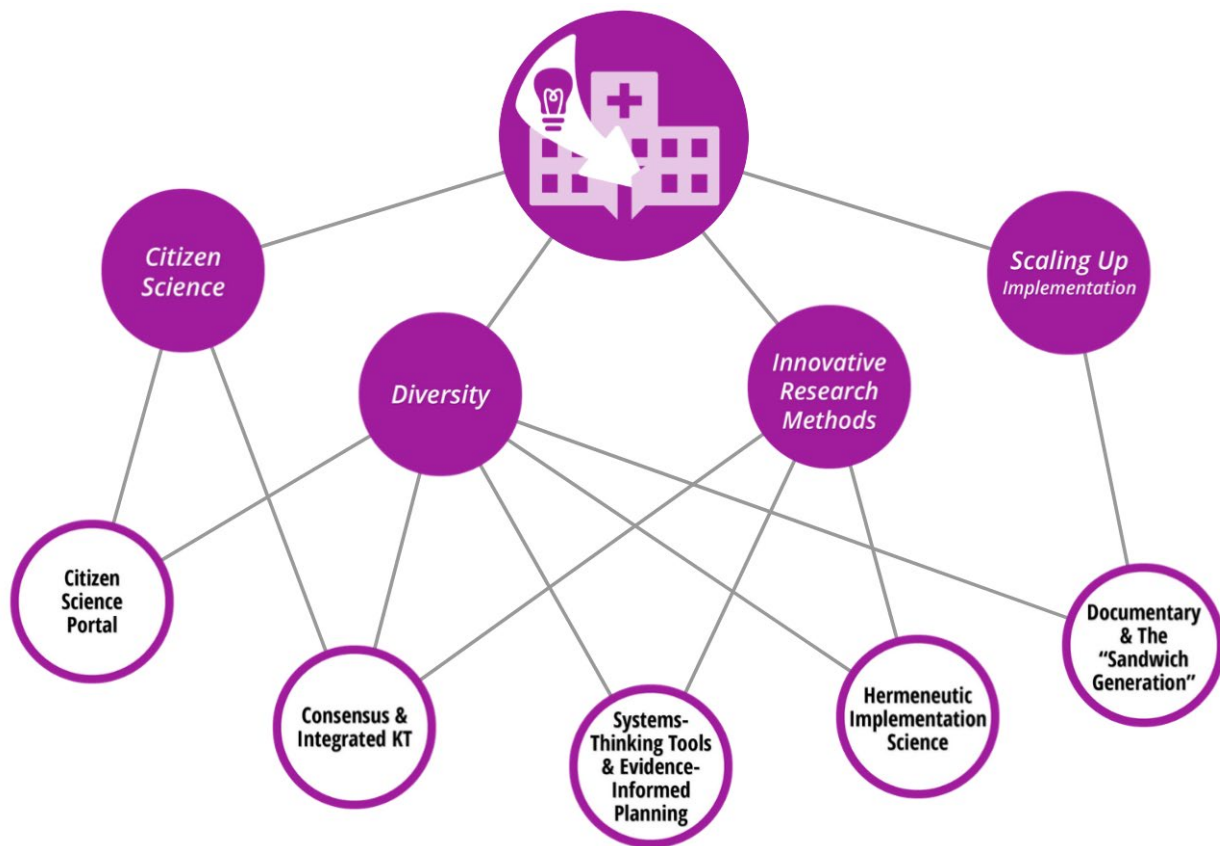 Citizen
Science
Scaling Up
Implementation
Diversity
Innovative
Research
Methods
Citizen
Science
Portal
Consensus &
Integrated KT
Systems-
Thinking Tools
& Evidence-
Informed
Planning
Hermeneutic
Implementation
Science
Documentary
& The
“Sandwich
Generation”